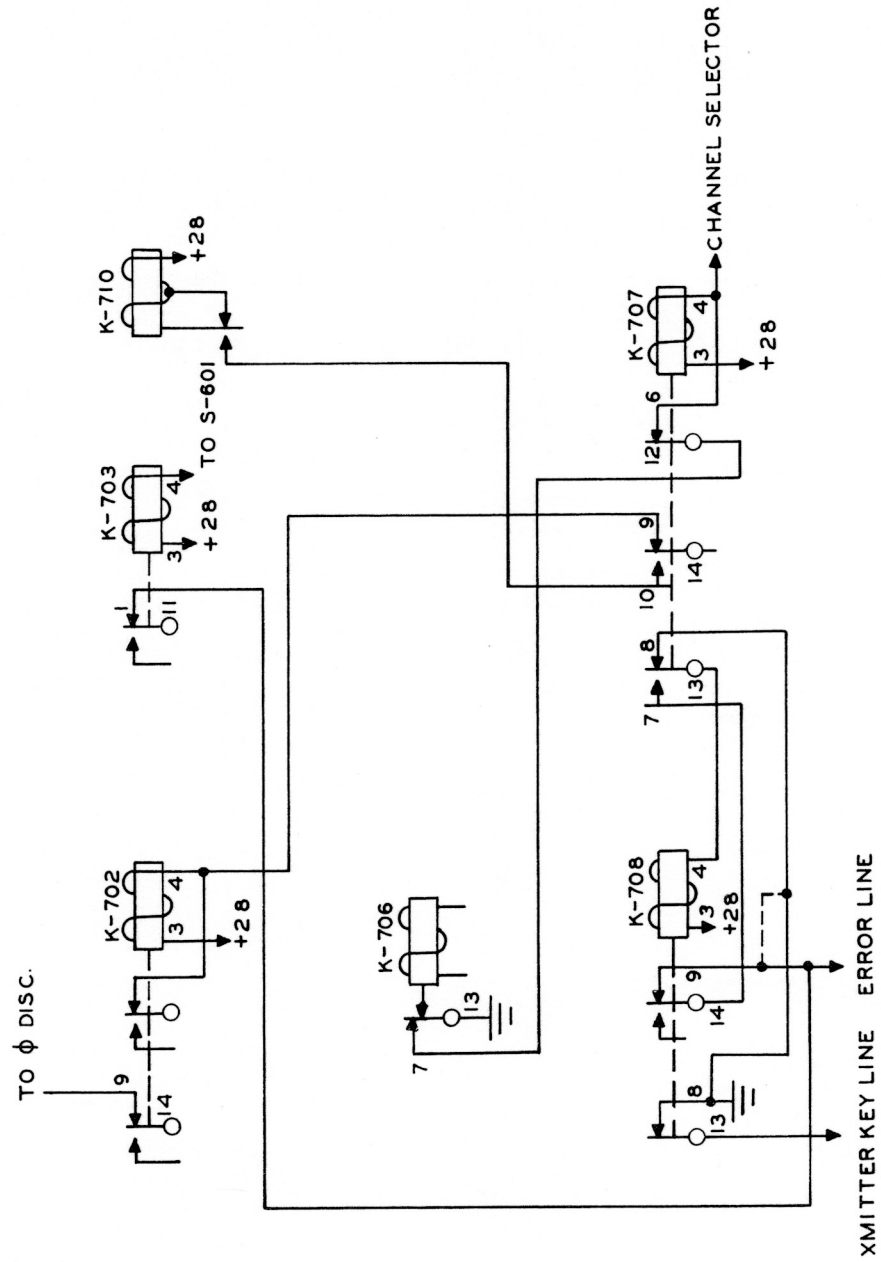 TO ϕ DISC.
9
14
K-702
3
4
+28
1
11
K-703
3
4
+28
TO S-601
K-710
+28
K-706
7
13
XMITTER KEY LINE
ERROR LINE
8
13
9
14
K-708
3
4
+28
7
8
13
10
9
14
12
6
K-707
3
4
+28
CHANNEL SELECTOR